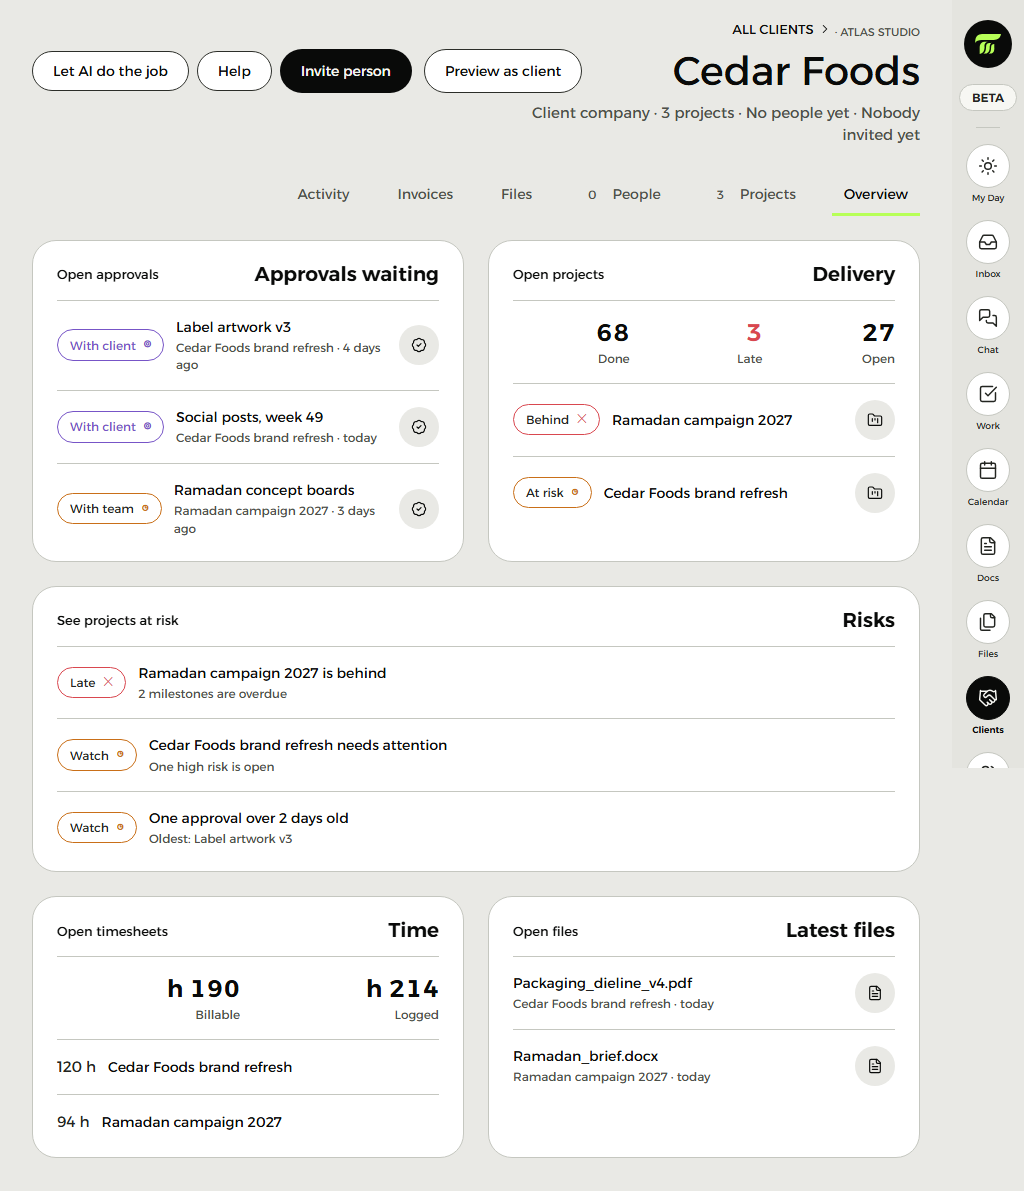 ALL CLIENTS
· ATLAS STUDIO
Cedar Foods
Client company · 3 projects · No people yet · Nobody
invited yet
Let AI do the job
Help
Invite person
Preview as client
Overview
Projects 3
People 0
Files
Invoices
Activity
Approvals waiting
Open approvals
Label artwork v3
Cedar Foods brand refresh · 4 days
ago
With client
Social posts, week 49
Cedar Foods brand refresh · today
With client
Ramadan concept boards
Ramadan campaign 2027 · 3 days
ago
With team
Delivery
Open projects
27
Open
3
Late
68
Done
Ramadan campaign 2027
Behind
Cedar Foods brand refresh
At risk
Risks
See projects at risk
Late
Ramadan campaign 2027 is behind
2 milestones are overdue
Watch
Cedar Foods brand refresh needs attention
One high risk is open
Watch
One approval over 2 days old
Oldest: Label artwork v3
Time
Open timesheets
h 214
Logged
h 190
Billable
120 h Cedar Foods brand refresh
94 h Ramadan campaign 2027
Latest files
Open files
Packaging_dieline_v4.pdf
Cedar Foods brand refresh · today
Ramadan_brief.docx
Ramadan campaign 2027 · today
BETA
My Day
Inbox
Chat
Work
Calendar
Docs
Files
Clients